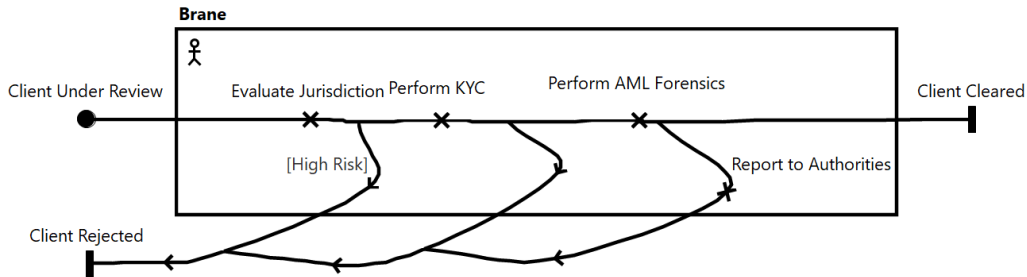 Brane
Client Under Review
Evaluate Jurisdiction
Perform KYC
Perform AML Forensics
Client Cleared
[High Risk]
Report to Authorities
Client Rejected